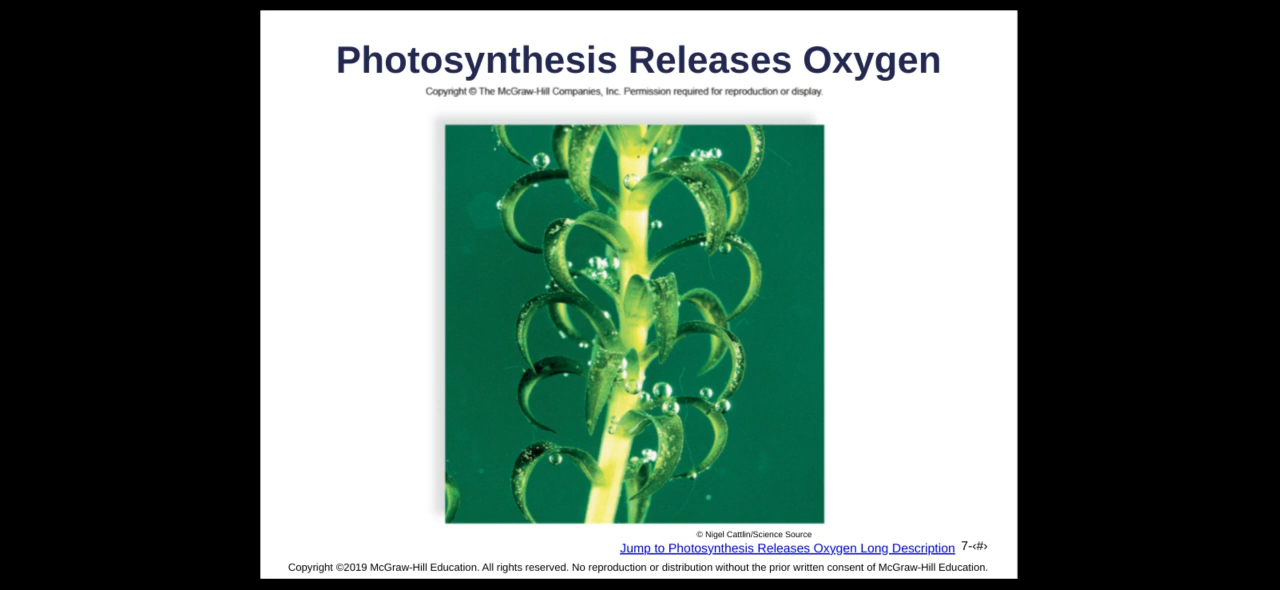 Photosynthesis Releases Oxygen
Copyright © The McGraw-Hill Companies, Inc. Permission required for reproduction or display.
© Nigel Cattlin/Science Source
Jump to Photosynthesis Releases Oxygen Long Description 7-‹#›
Copyright ©2019 McGraw-Hill Education. All rights reserved. No reproduction or distribution without the prior written consent of McGraw-Hill Education.